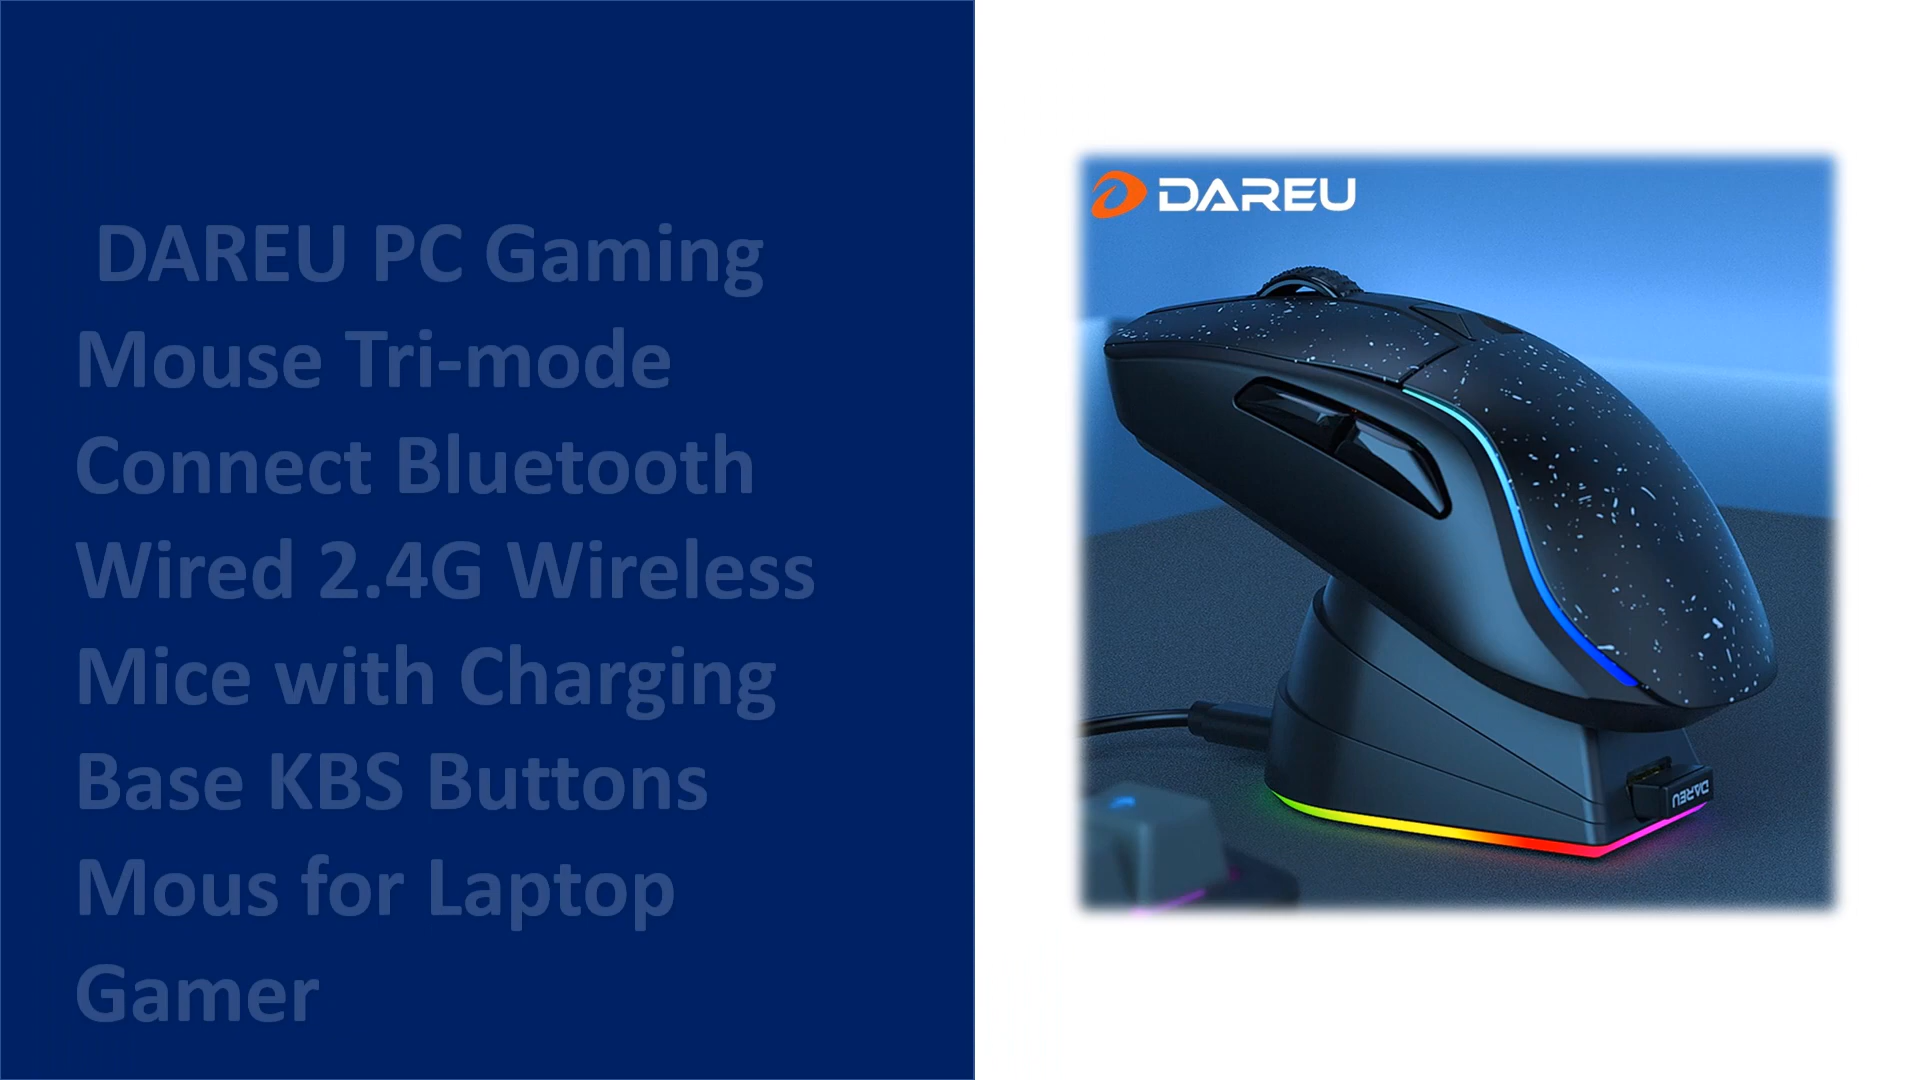 DAREU PC Gaming
Mouse Tri-mode
Connect Bluetooth
Wired 2.4G Wireless
Mice with Charging
Base KBS Buttons
Mous for Laptop
Gamer
DAREU
DAREU